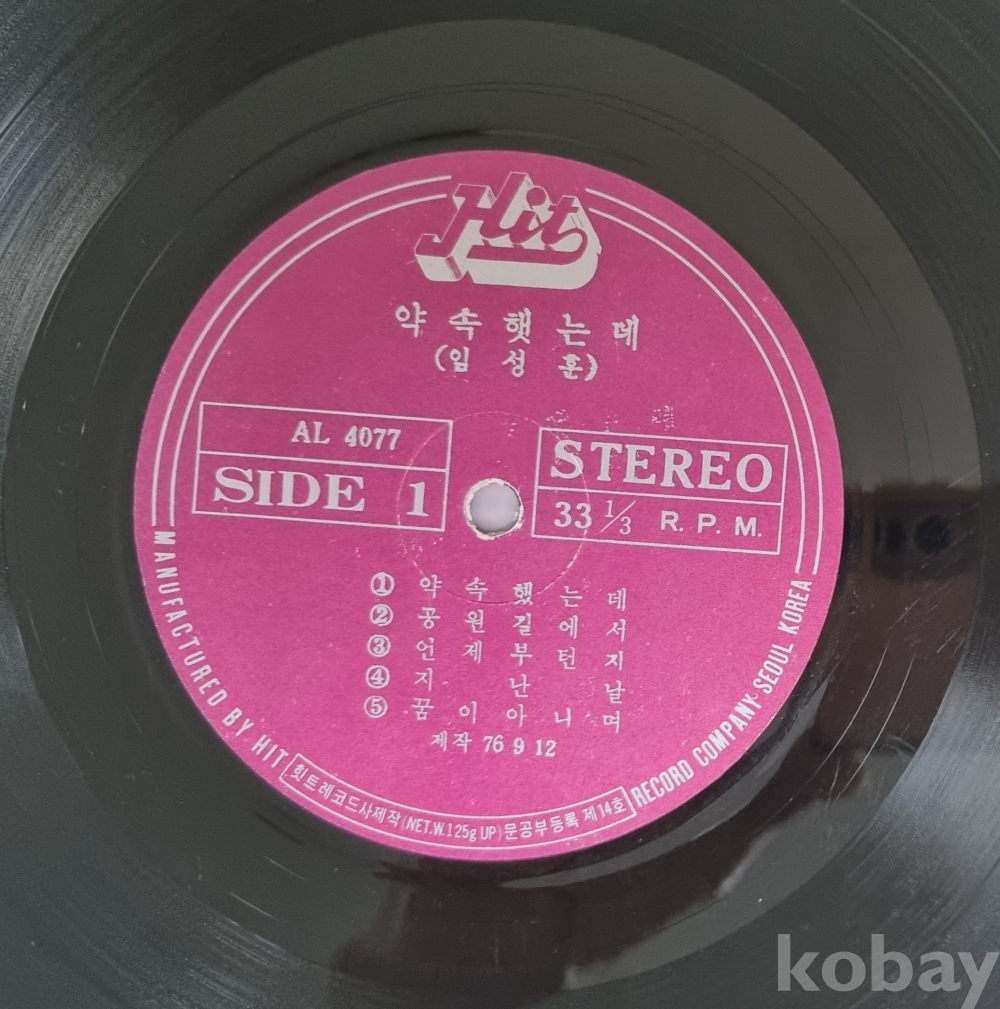 Hit
약속햇는데
(임성훈)
AL 4077
SIDE 1
STEREO
33 1/3 R. P. M.
① 약속했는데
② 공원길에서
③ 언제부턴지
④ 지난날
⑤ 꿈이아니며
제작 76 9 12
MANUFACTURED BY HIT RECORD COMPANY· SEOUL KOREA
힛트레코드사제작 (NET.W.125g UP) 문공부등록 제14호
kobay